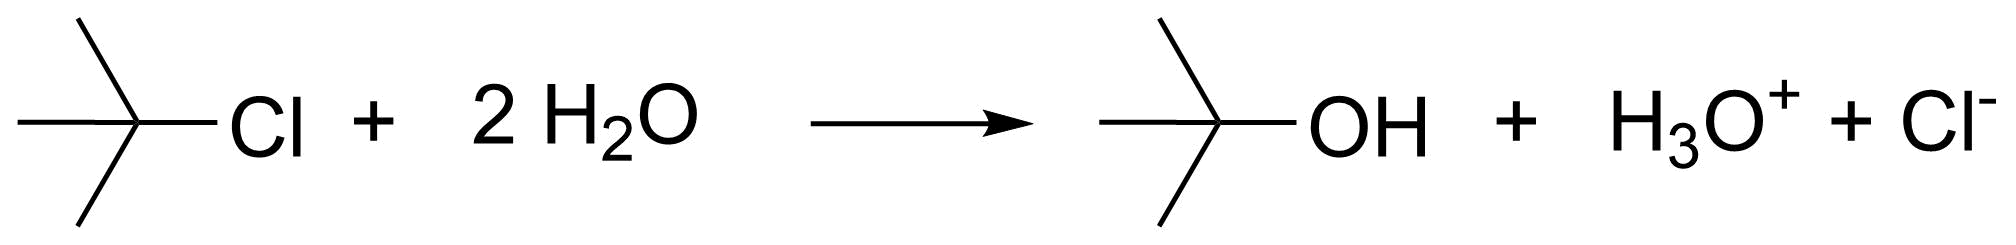 Cl + 2 H₂O OH + H₃O⁺ + Cl⁻